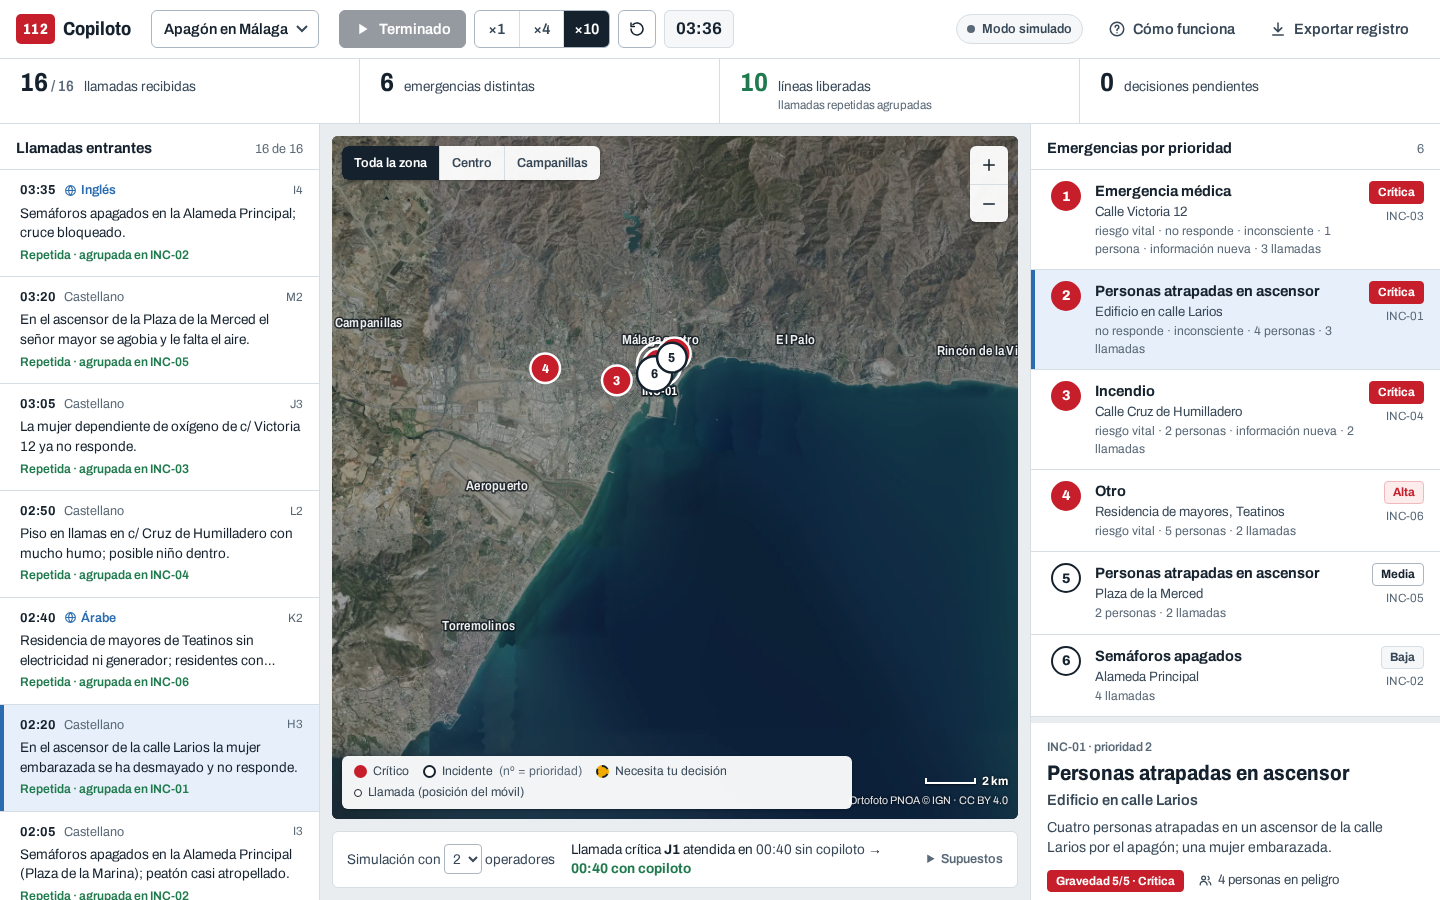 112 Copiloto
Apagón en Málaga
Terminado
×1 ×4 ×10
03:36
Modo simulado
Cómo funciona
Exportar registro
16 / 16 llamadas recibidas
6 emergencias distintas
10 líneas liberadas
llamadas repetidas agrupadas
0 decisiones pendientes
Llamadas entrantes 16 de 16
03:35 Inglés I4
Semáforos apagados en la Alameda Principal;
cruce bloqueado.
Repetida · agrupada en INC-02
03:20 Castellano M2
En el ascensor de la Plaza de la Merced el
señor mayor se agobia y le falta el aire.
Repetida · agrupada en INC-05
03:05 Castellano J3
La mujer dependiente de oxígeno de c/ Victoria
12 ya no responde.
Repetida · agrupada en INC-03
02:50 Castellano L2
Piso en llamas en c/ Cruz de Humilladero con
mucho humo; posible niño dentro.
Repetida · agrupada en INC-04
02:40 Árabe K2
Residencia de mayores de Teatinos sin
electricidad ni generador; residentes con...
Repetida · agrupada en INC-06
02:20 Castellano H3
En el ascensor de la calle Larios la mujer
embarazada se ha desmayado y no responde.
Repetida · agrupada en INC-01
02:05 Castellano I3
Semáforos apagados en la Alameda Principal
(Plaza de la Marina); peatón casi atropellado.
Repetida · agrupada en INC-02
Toda la zona Centro Campanillas
+
−
Campanillas
El Palo
Rincón de la Vi
4
3
5
6
Aeropuerto
Torremolinos
Crítico Incidente (nº = prioridad) Necesita tu decisión
Llamada (posición del móvil)
2 km
Ortofoto PNOA © IGN · CC BY 4.0
Simulación con 2 operadores
Llamada crítica J1 atendida en 00:40 sin copiloto →
00:40 con copiloto
Supuestos
Emergencias por prioridad 6
1 Emergencia médica Crítica
Calle Victoria 12 INC-03
riesgo vital · no responde · inconsciente · 1
persona · información nueva · 3 llamadas
2 Personas atrapadas en ascensor Crítica
Edificio en calle Larios INC-01
no responde · inconsciente · 4 personas · 3
llamadas
3 Incendio Crítica
Calle Cruz de Humilladero INC-04
riesgo vital · 2 personas · información nueva · 2
llamadas
4 Otro Alta
Residencia de mayores, Teatinos INC-06
riesgo vital · 5 personas · 2 llamadas
5 Personas atrapadas en ascensor Media
Plaza de la Merced INC-05
2 personas · 2 llamadas
6 Semáforos apagados Baja
Alameda Principal INC-02
4 llamadas
INC-01 · prioridad 2
Personas atrapadas en ascensor
Edificio en calle Larios
Cuatro personas atrapadas en un ascensor de la calle
Larios por el apagón; una mujer embarazada.
Gravedad 5/5 · Crítica 4 personas en peligro